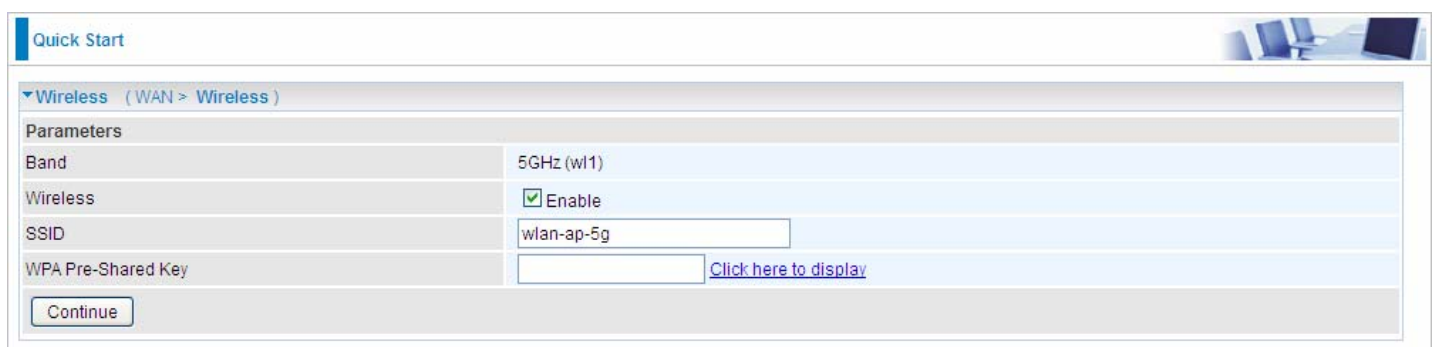 Quick Start
Wireless ( WAN > Wireless )
Parameters
Band 5GHz (wl1)
Wireless Enable
SSID wlan-ap-5g
WPA Pre-Shared Key Click here to display
Continue